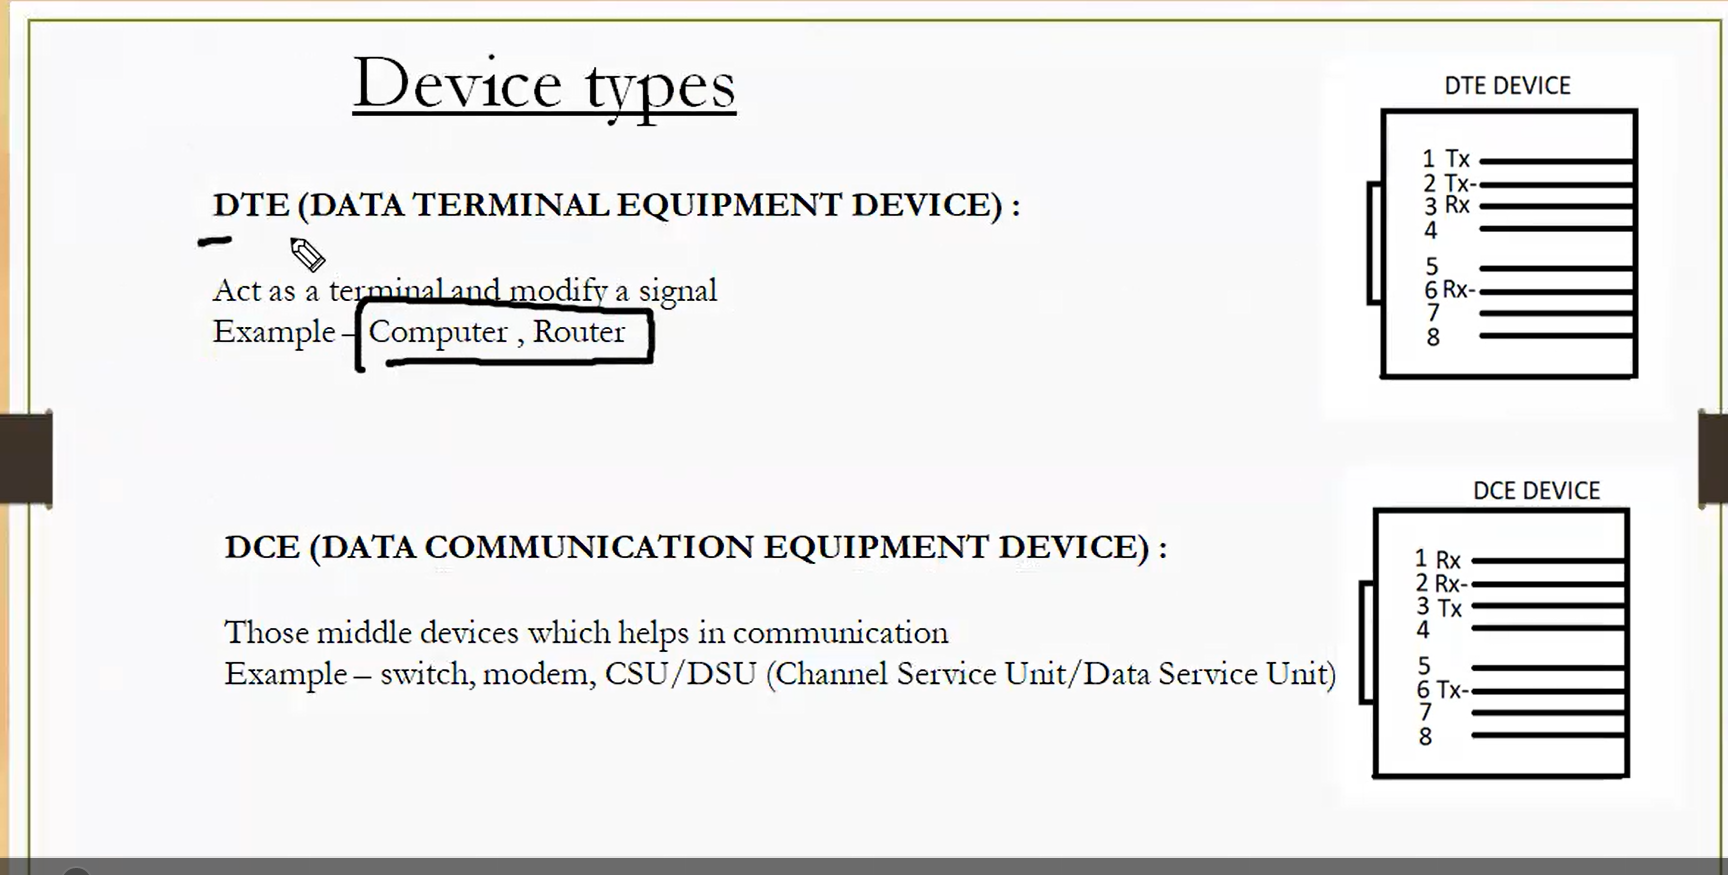 Device types
DTE (DATA TERMINAL EQUIPMENT DEVICE) :
Act as a terminal and modify a signal
Example – Computer , Router
DTE DEVICE
1 Tx
2 Tx-
3 Rx
4
5
6 Rx-
7
8
DCE (DATA COMMUNICATION EQUIPMENT DEVICE) :
Those middle devices which helps in communication
Example – switch, modem, CSU/DSU (Channel Service Unit/Data Service Unit)
DCE DEVICE
1 Rx
2 Rx-
3 Tx
4
5
6 Tx-
7
8